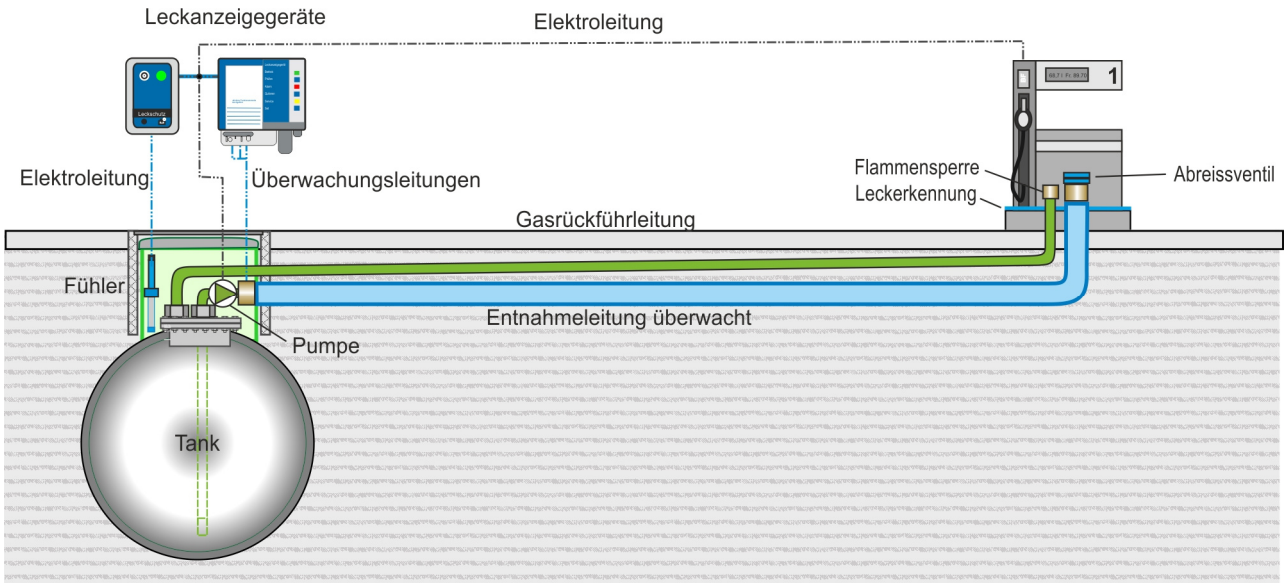 Leckanzeigegeräte
Elektroleitung
1
Leckschutz
Elektroleitung
Überwachungsleitungen
Flammensperre
Leckerkennung
Abreissventil
Gasrückführleitung
Fühler
Entnahmeleitung überwacht
Pumpe
Tank